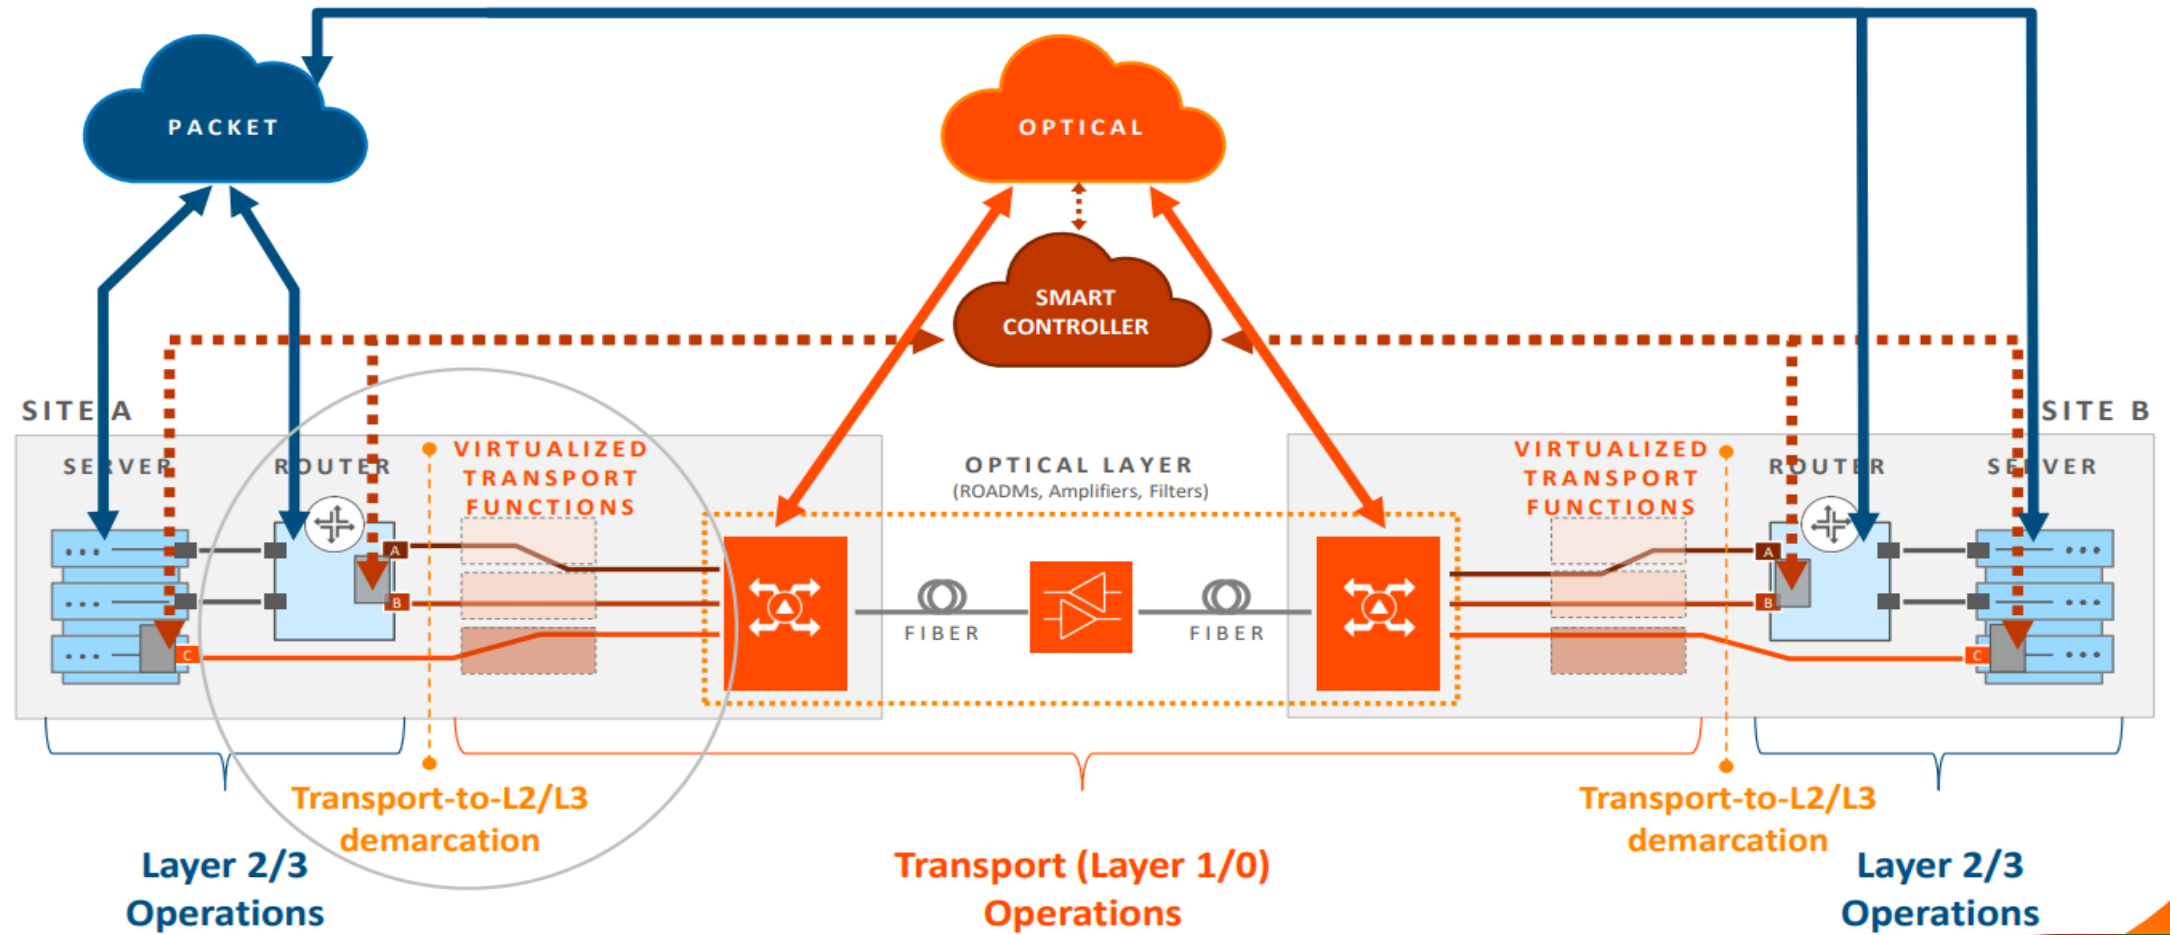 PACKET
OPTICAL
SMART
CONTROLLER
SITE A
SITE B
SERVER
ROUTER
VIRTUALIZED
TRANSPORT
FUNCTIONS
OPTICAL LAYER
(ROADMs, Amplifiers, Filters)
VIRTUALIZED
TRANSPORT
FUNCTIONS
ROUTER
SERVER
A
B
C
FIBER
FIBER
A
B
C
Transport-to-L2/L3
demarcation
Transport-to-L2/L3
demarcation
Layer 2/3
Operations
Transport (Layer 1/0)
Operations
Layer 2/3
Operations